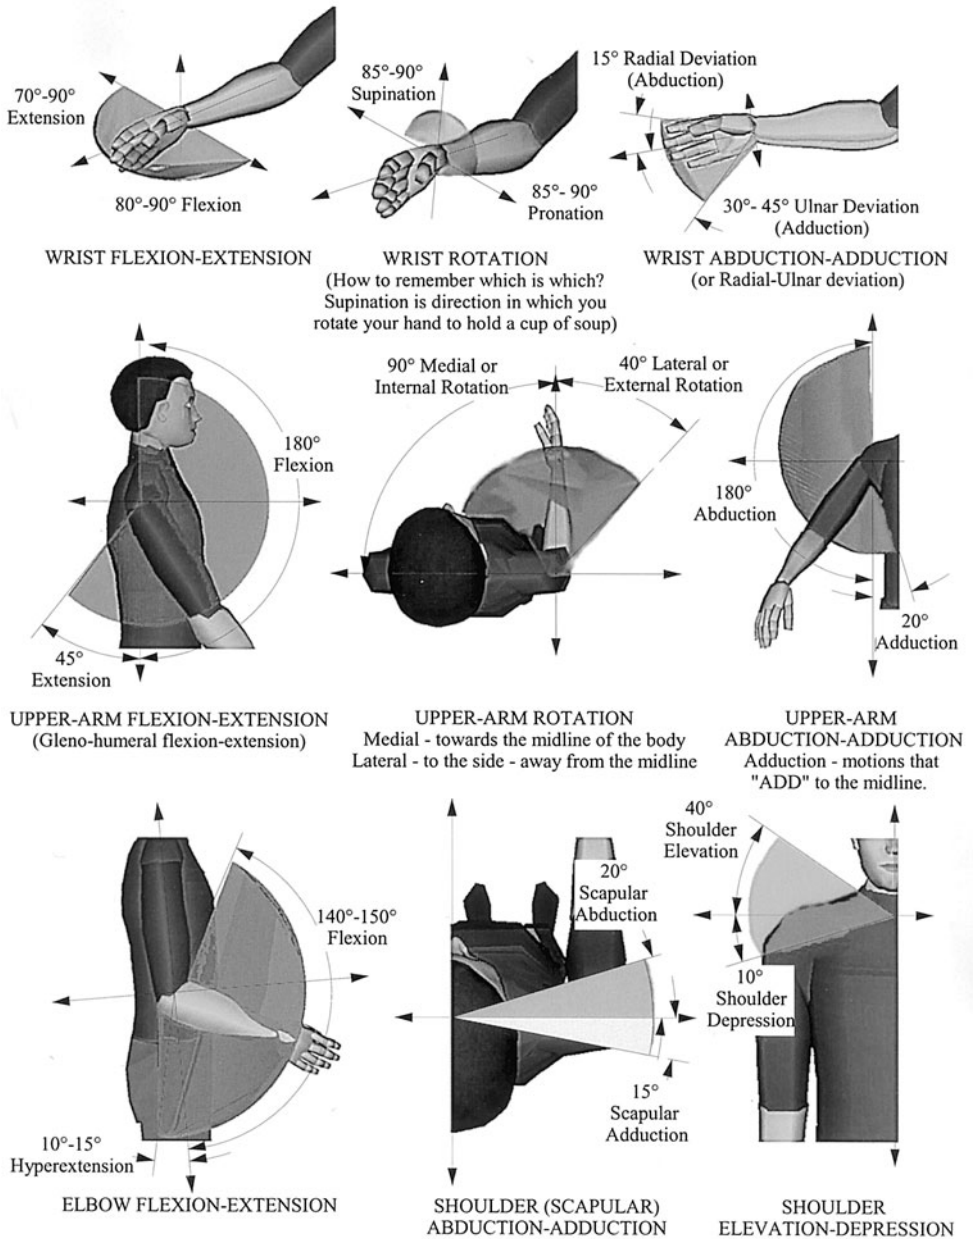 70°-90°
Extension
80°-90° Flexion
WRIST FLEXION-EXTENSION
85°-90°
Supination
85°- 90°
Pronation
WRIST ROTATION
(How to remember which is which?
Supination is direction in which you
rotate your hand to hold a cup of soup)
15° Radial Deviation
(Abduction)
30°- 45° Ulnar Deviation
(Adduction)
WRIST ABDUCTION-ADDUCTION
(or Radial-Ulnar deviation)
180°
Flexion
45°
Extension
UPPER-ARM FLEXION-EXTENSION
(Gleno-humeral flexion-extension)
90° Medial or
Internal Rotation
40° Lateral or
External Rotation
UPPER-ARM ROTATION
Medial - towards the midline of the body
Lateral - to the side - away from the midline
180°
Abduction
20°
Adduction
UPPER-ARM
ABDUCTION-ADDUCTION
Adduction - motions that
"ADD" to the midline.
140°-150°
Flexion
10°-15°
Hyperextension
ELBOW FLEXION-EXTENSION
20°
Scapular
Abduction
15°
Scapular
Adduction
SHOULDER (SCAPULAR)
ABDUCTION-ADDUCTION
40°
Shoulder
Elevation
10°
Shoulder
Depression
SHOULDER
ELEVATION-DEPRESSION